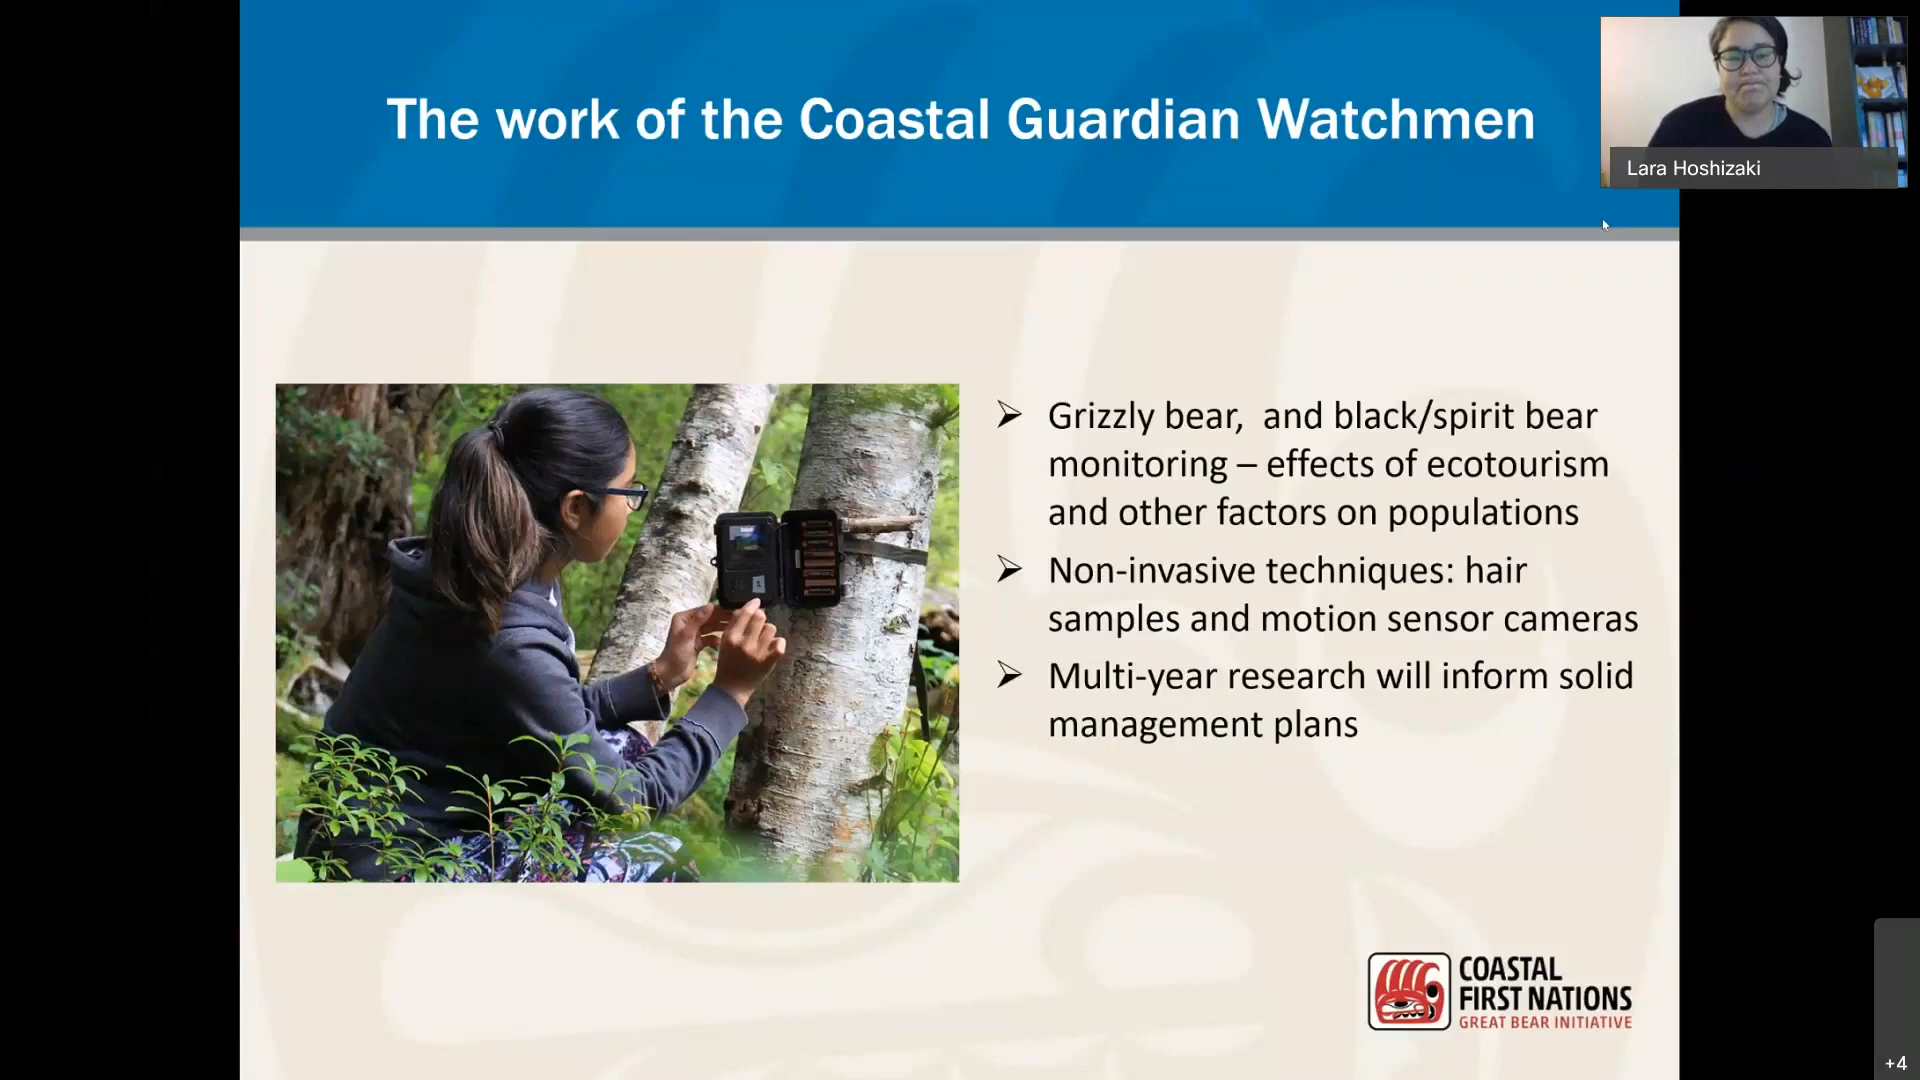 The work of the Coastal Guardian Watchmen
Lara Hoshizaki
➢ Grizzly bear,  and black/spirit bear
monitoring – effects of ecotourism
and other factors on populations
➢ Non-invasive techniques: hair
samples and motion sensor cameras
➢ Multi-year research will inform solid
management plans
COASTAL
FIRST NATIONS
GREAT BEAR INITIATIVE
+4